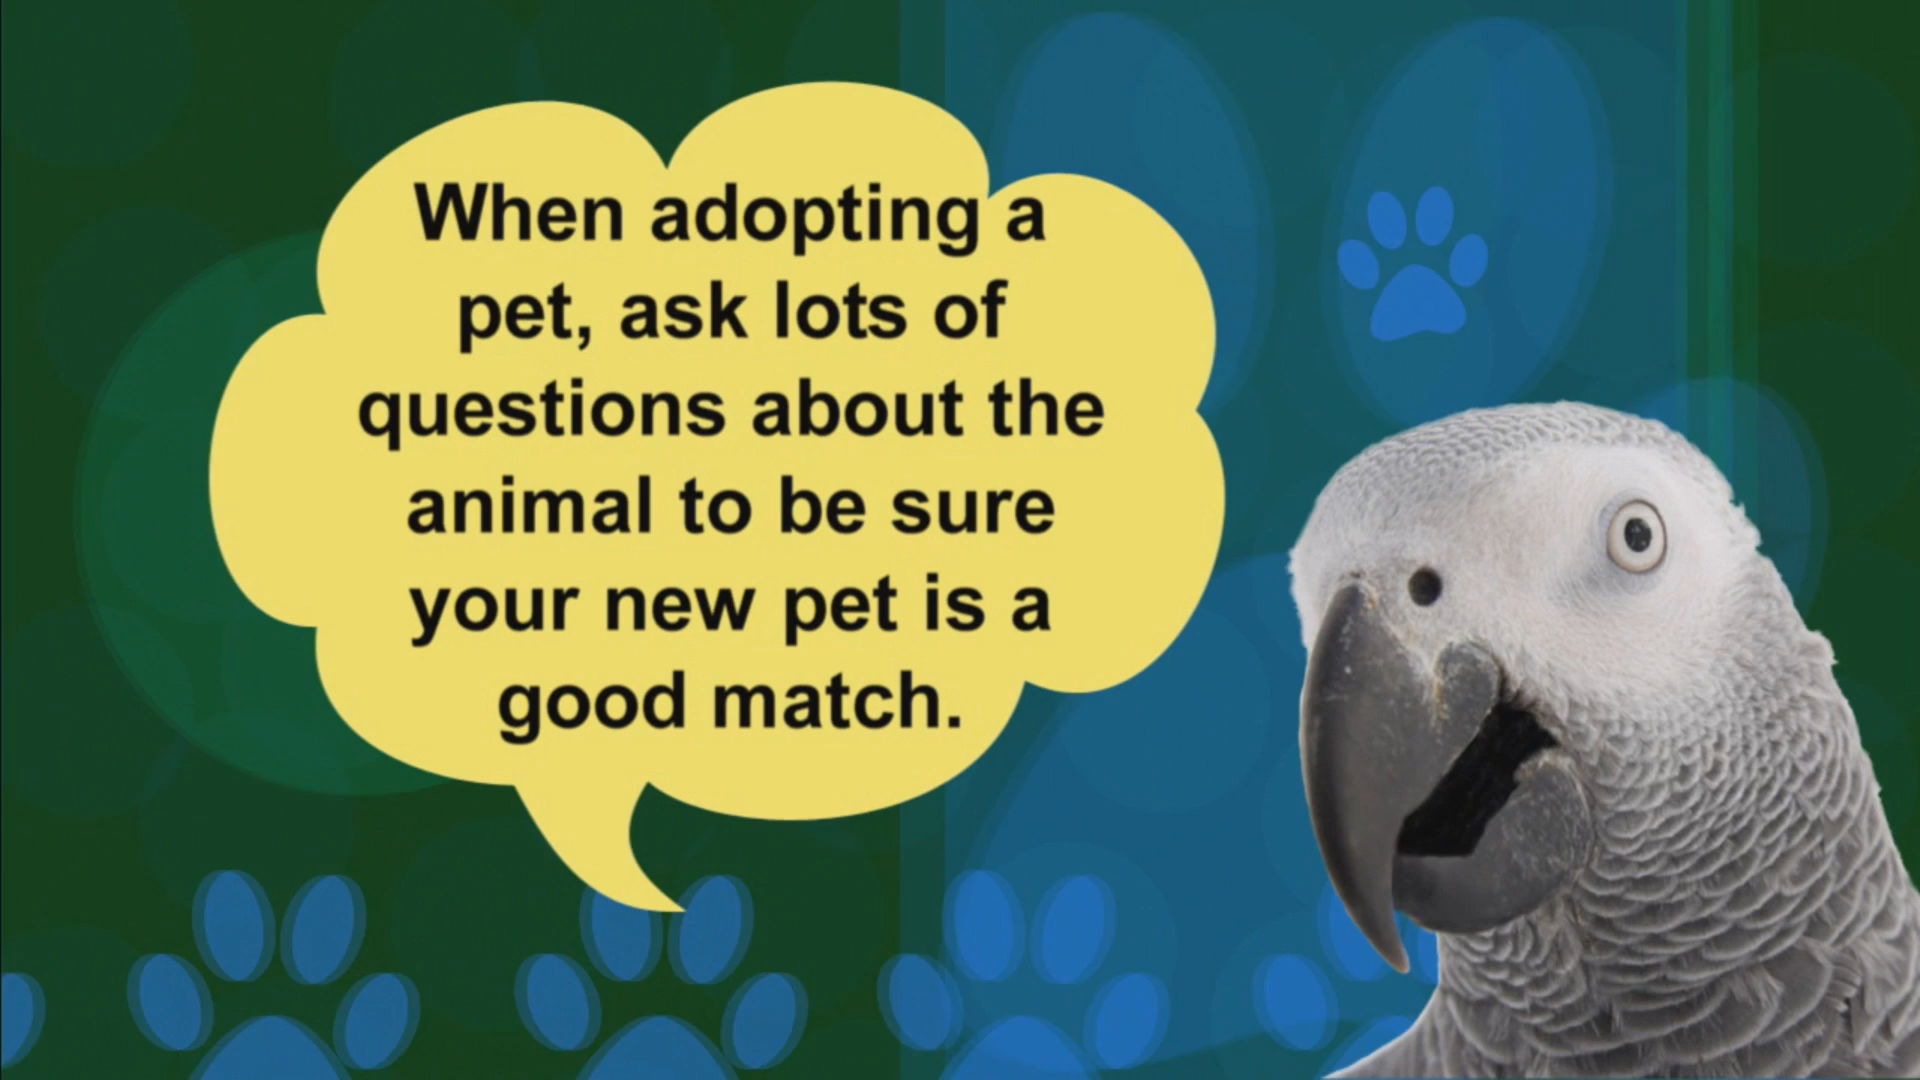 When adopting a
pet, ask lots of
questions about the
animal to be sure
your new pet is a
good match.